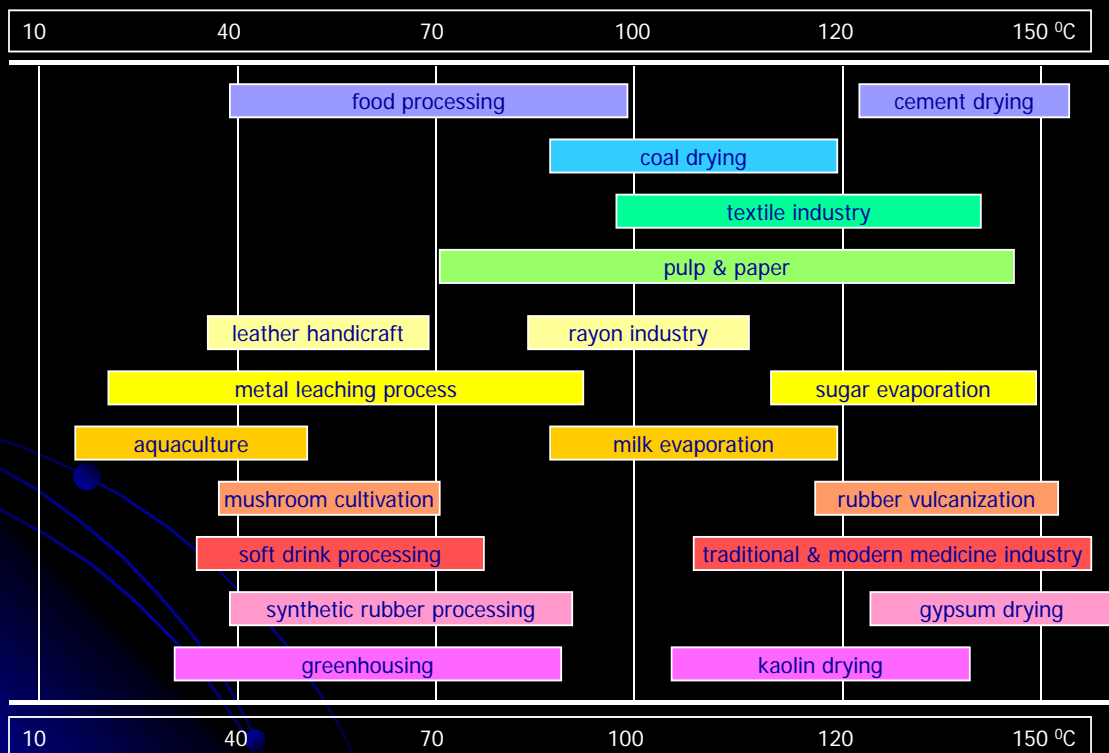 10 40 70 100 120 150 ⁰C
food processing cement drying
coal drying
textile industry
pulp & paper
leather handicraft rayon industry
metal leaching process sugar evaporation
aquaculture milk evaporation
mushroom cultivation rubber vulcanization
soft drink processing traditional & modern medicine industry
synthetic rubber processing gypsum drying
greenhousing kaolin drying
10 40 70 100 120 150 ⁰C